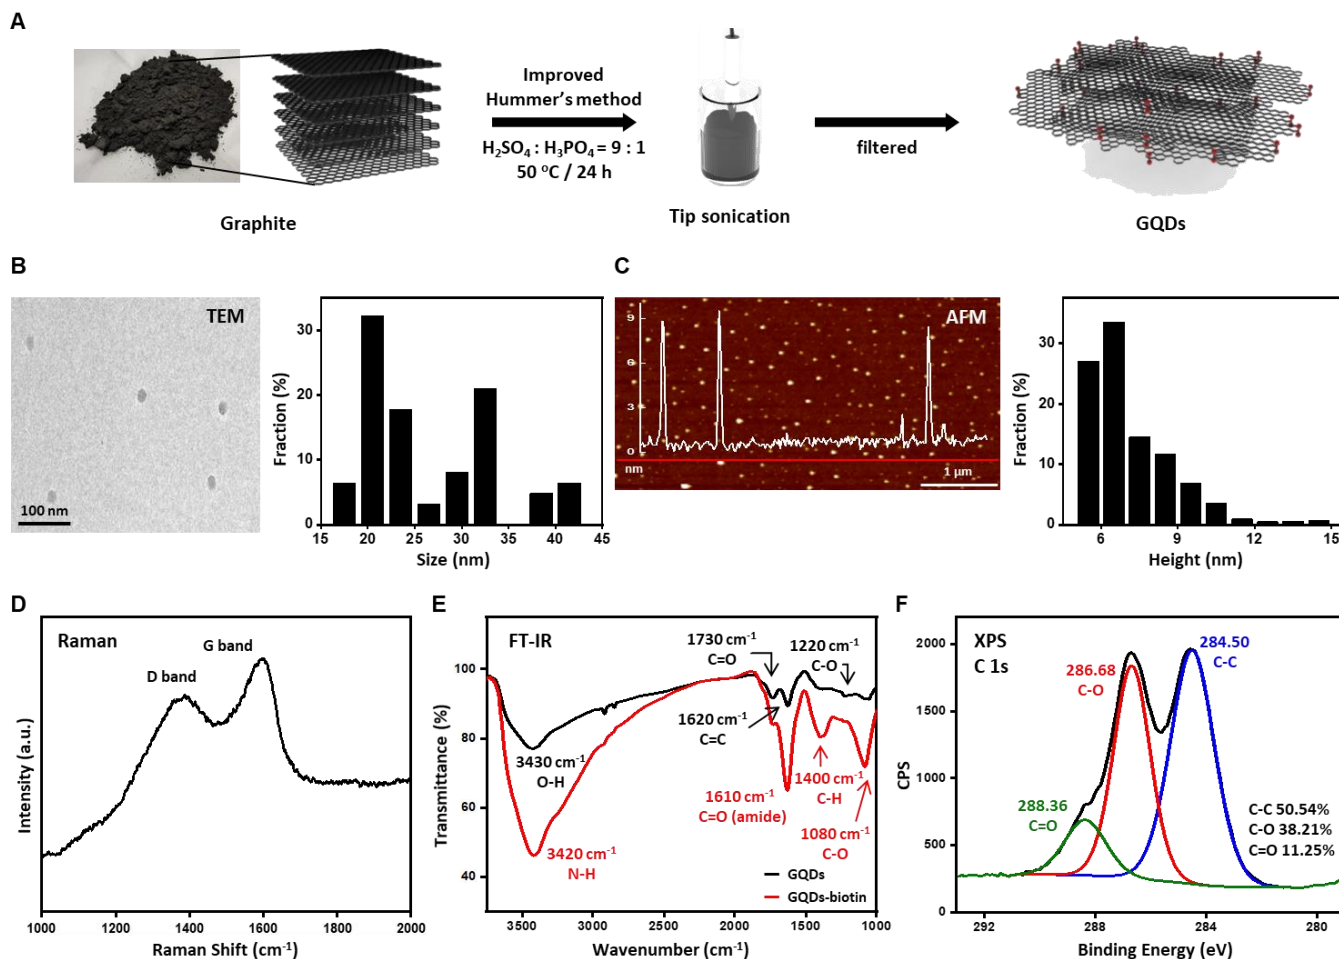 A
Improved
Hummer's method
H₂SO₄ : H₃PO₄ = 9 : 1
50 ⁰C / 24 h
filtered
Graphite
Tip sonication
GQDs
B
TEM
100 nm
Fraction (%)
30
20
10
0
15 20 25 30 35 40 45
Size (nm)
C
AFM
9
6
3
0
nm
1 µm
Fraction (%)
30
20
10
0
6 9 12 15
Height (nm)
D
Raman
D band
G band
Intensity (a.u.)
1000 1200 1400 1600 1800 2000
Raman Shift (cm⁻¹)
E
FT-IR
1730 cm⁻¹
C=O
1220 cm⁻¹
C-O
1620 cm⁻¹
C=C
3430 cm⁻¹
O-H
1610 cm⁻¹
C=O (amide)
1400 cm⁻¹
C-H
1080 cm⁻¹
C-O
3420 cm⁻¹
N-H
GQDs
GQDs-biotin
Transmittance (%)
100
80
60
40
3500 3000 2500 2000 1500 1000
Wavenumber (cm⁻¹)
F
XPS
C 1s
286.68
C-O
284.50
C-C
288.36
C=O
C-C 50.54%
C-O 38.21%
C=O 11.25%
CPS
2000
1500
1000
500
0
292 288 284 280
Binding Energy (eV)